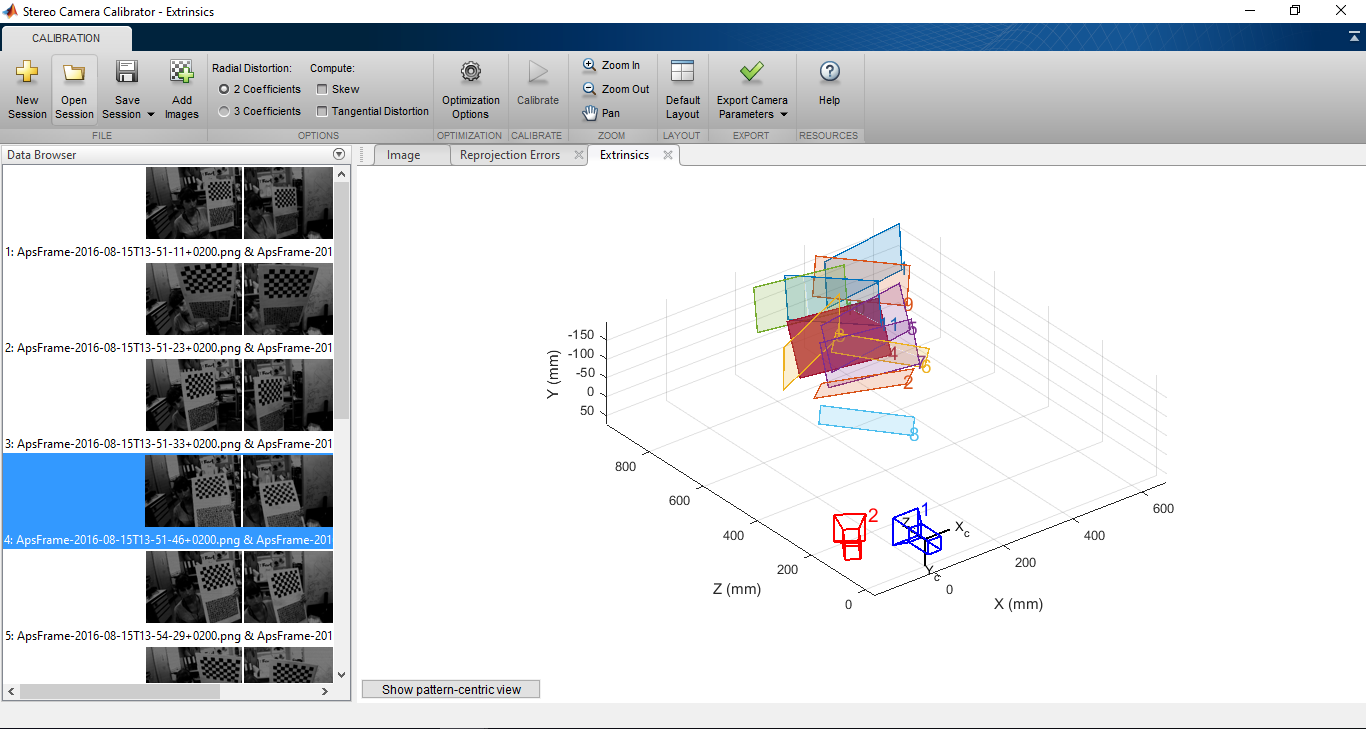 Stereo Camera Calibrator - Extrinsics
CALIBRATION
New Session
Open Session
Save Session
Add Images
FILE
Radial Distortion:
2 Coefficients
3 Coefficients
Compute:
Skew
Tangential Distortion
OPTIONS
Optimization Options
OPTIMIZATION
Calibrate
CALIBRATE
Zoom In
Zoom Out
Pan
ZOOM
Default Layout
LAYOUT
Export Camera Parameters
EXPORT
Help
RESOURCES
Data Browser
1: ApsFrame-2016-08-15T13-51-11+0200.png & ApsFrame-201
2: ApsFrame-2016-08-15T13-51-23+0200.png & ApsFrame-201
3: ApsFrame-2016-08-15T13-51-33+0200.png & ApsFrame-201
4: ApsFrame-2016-08-15T13-51-46+0200.png & ApsFrame-201
5: ApsFrame-2016-08-15T13-54-29+0200.png & ApsFrame-201
Image
Reprojection Errors
Extrinsics
Y (mm)
-150
-100
-50
0
50
800
600
400
200
0
Z (mm)
0
200
400
600
X (mm)
1
9
1
5
4
7
6
2
8
2
1
Z
Xc
Yc
Show pattern-centric view